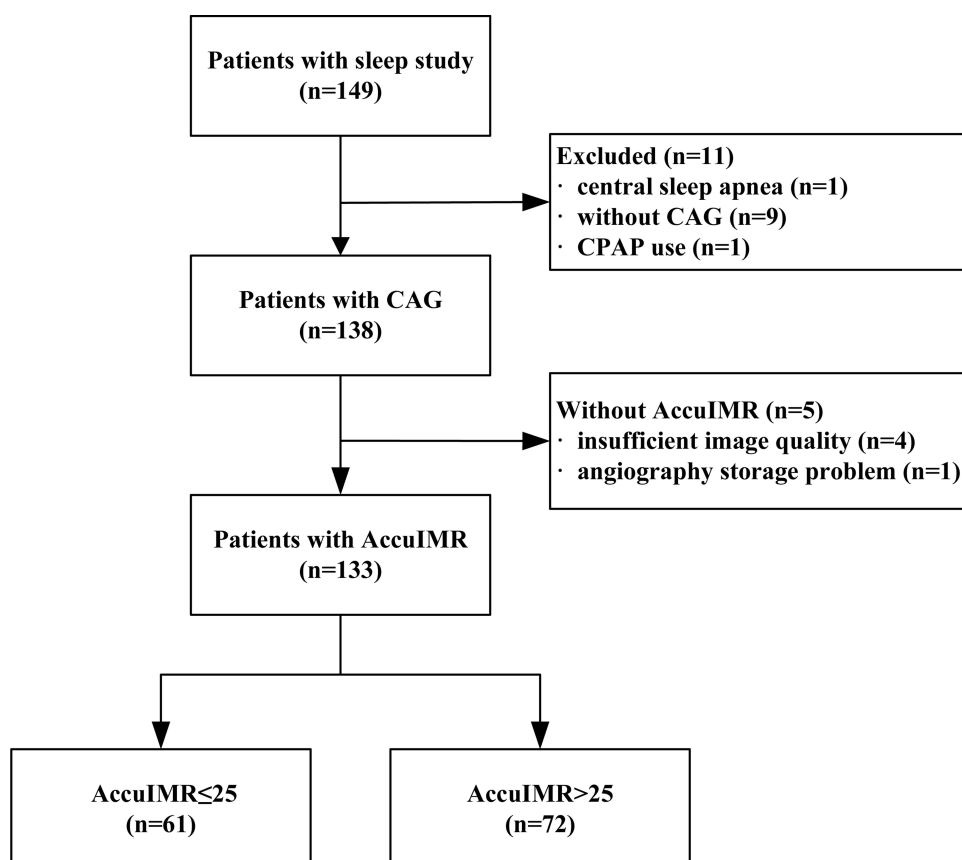 Patients with sleep study
(n=149)
Excluded (n=11)
· central sleep apnea (n=1)
· without CAG (n=9)
· CPAP use (n=1)
Patients with CAG
(n=138)
Without AccuIMR (n=5)
· insufficient image quality (n=4)
· angiography storage problem (n=1)
Patients with AccuIMR
(n=133)
AccuIMR≤25
(n=61)
AccuIMR>25
(n=72)